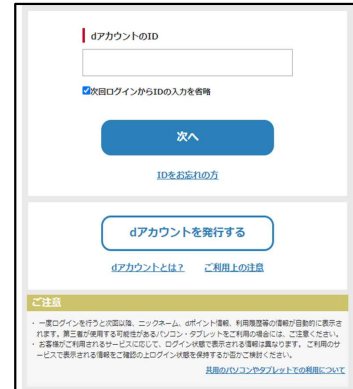 dアカウントのID
次回ログインからIDの入力を省略
次へ
IDをお忘れの方
dアカウントを発行する
dアカウントとは？ ご利用上の注意
ご注意
・ 一度ログインを行うと次回以降、ニックネーム、dポイント情報、利用履歴等の情報が自動的に表示さ
れます。第三者が使用する可能性があるパソコン・タブレットをご利用の場合には、ご注意ください。
・ お客様がご利用されるサービスに応じて、ログイン状態で表示される情報は異なります。ご利用のサ
ービスで表示される情報をご確認の上ログイン状態を保持するか否かご検討ください。
共用のパソコンやタブレットでの利用について